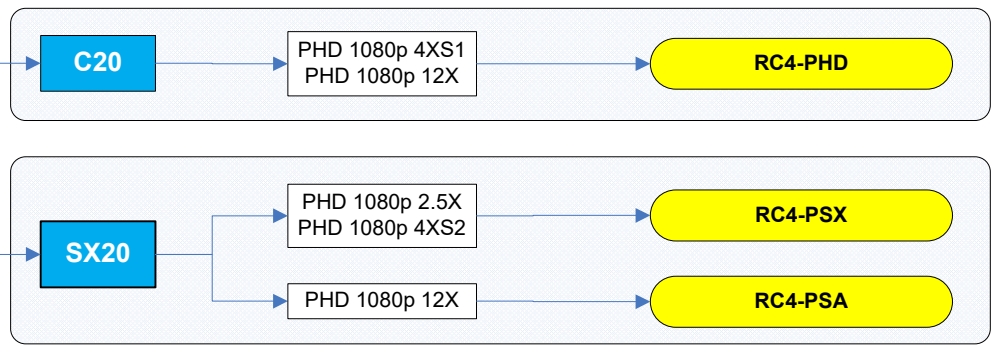 C20
PHD 1080p 4XS1
PHD 1080p 12X
RC4-PHD
SX20
PHD 1080p 2.5X
PHD 1080p 4XS2
RC4-PSX
PHD 1080p 12X
RC4-PSA